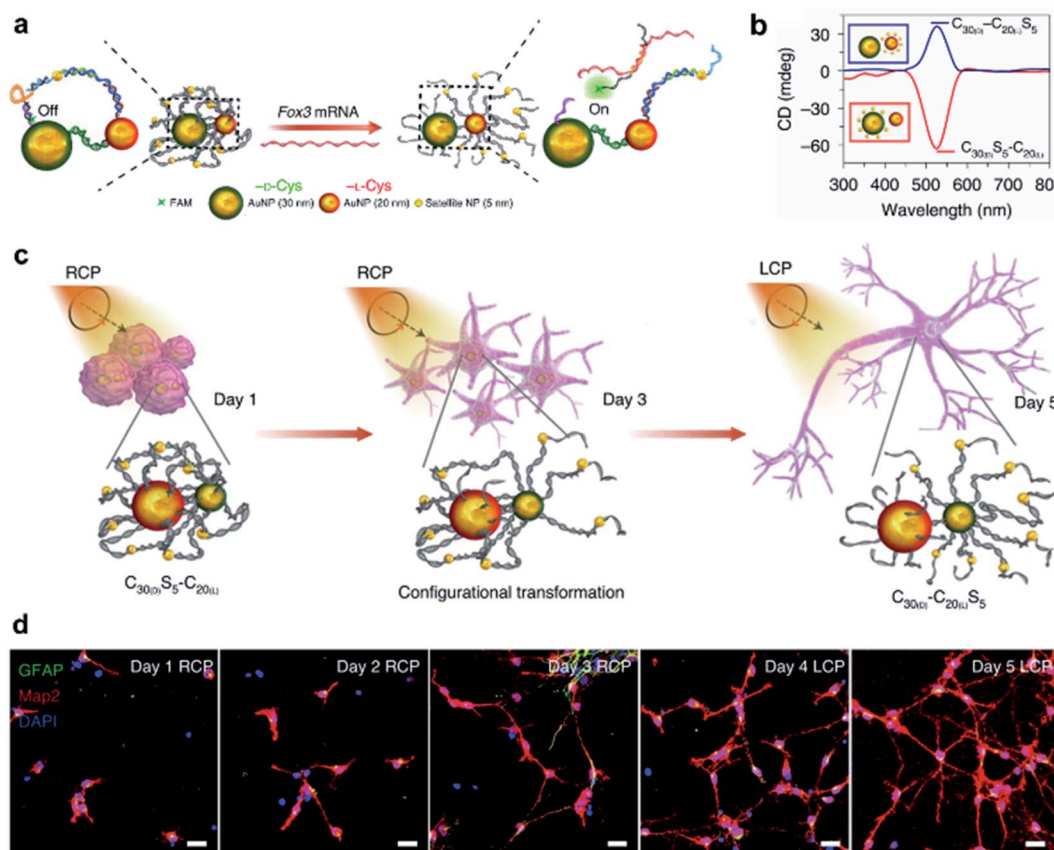 a
Off
Fox3 mRNA
On
–D-Cys
–L-Cys
FAM
AuNP (30 nm)
AuNP (20 nm)
Satellite NP (5 nm)
b
CD (mdeg)
30
0
−30
−60
C30(D)–C20(L)S5
C30(D)S5-C20(L)
300
400
500
600
700
800
Wavelength (nm)
c
RCP
Day 1
C30(D)S5-C20(L)
RCP
Day 3
Configurational transformation
LCP
Day 5
C30(D)-C20(L)S5
d
GFAP
Map2
DAPI
Day 1 RCP
Day 2 RCP
Day 3 RCP
Day 4 LCP
Day 5 LCP